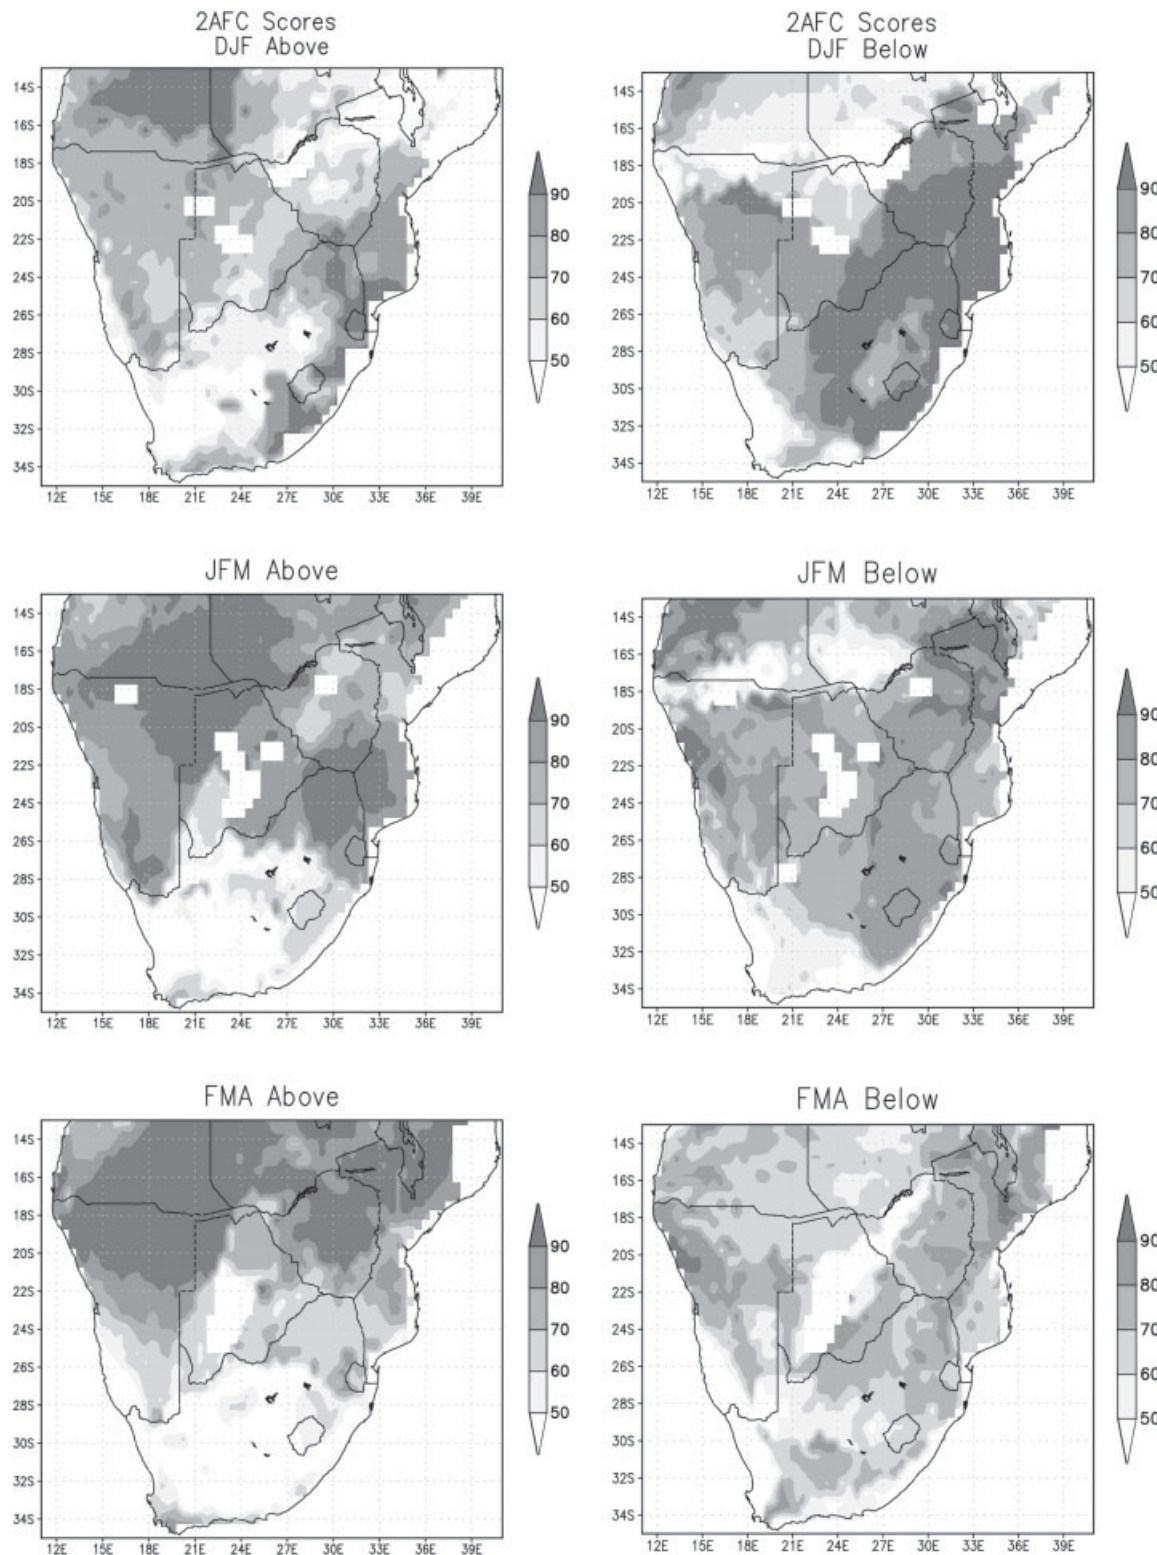 2AFC Scores
DJF Above
14S
16S
18S
20S
22S
24S
26S
28S
30S
32S
34S
12E 15E 18E 21E 24E 27E 30E 33E 36E 39E
90
80
70
60
50
2AFC Scores
DJF Below
14S
16S
18S
20S
22S
24S
26S
28S
30S
32S
34S
12E 15E 18E 21E 24E 27E 30E 33E 36E 39E
90
80
70
60
50
JFM Above
14S
16S
18S
20S
22S
24S
26S
28S
30S
32S
34S
12E 15E 18E 21E 24E 27E 30E 33E 36E 39E
90
80
70
60
50
JFM Below
14S
16S
18S
20S
22S
24S
26S
28S
30S
32S
34S
12E 15E 18E 21E 24E 27E 30E 33E 36E 39E
90
80
70
60
50
FMA Above
14S
16S
18S
20S
22S
24S
26S
28S
30S
32S
34S
12E 15E 18E 21E 24E 27E 30E 33E 36E 39E
90
80
70
60
50
FMA Below
14S
16S
18S
20S
22S
24S
26S
28S
30S
32S
34S
12E 15E 18E 21E 24E 27E 30E 33E 36E 39E
90
80
70
60
50